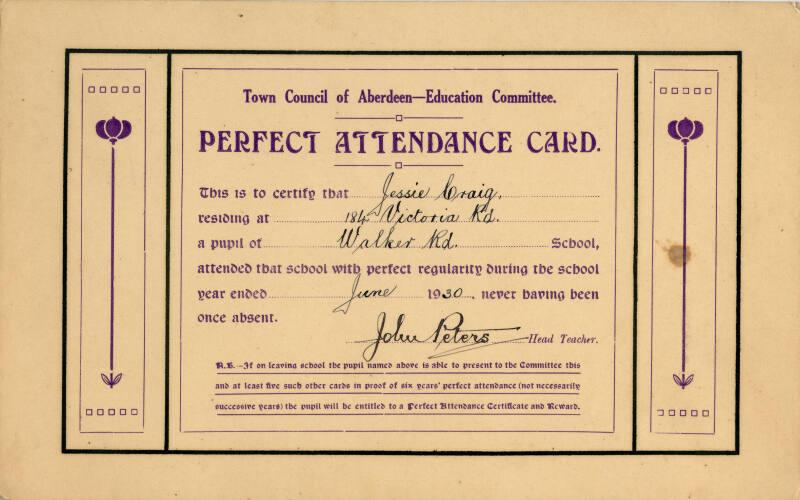 Town Council of Aberdeen—Education Committee.
PERFECT ATTENDANCE CARD.
This is to certify that Jessie Craig,
residing at 184 Victoria Rd.
a pupil of Walker Rd. School,
attended that school with perfect regularity during the school
year ended June 1930, never having been
once absent.
John Peters Head Teacher.
N.B.—If on leaving school the pupil named above is able to present to the Committee this
and at least five such other cards in proof of six years' perfect attendance (not necessarily
successive years) the pupil will be entitled to a Perfect Attendance Certificate and Reward.